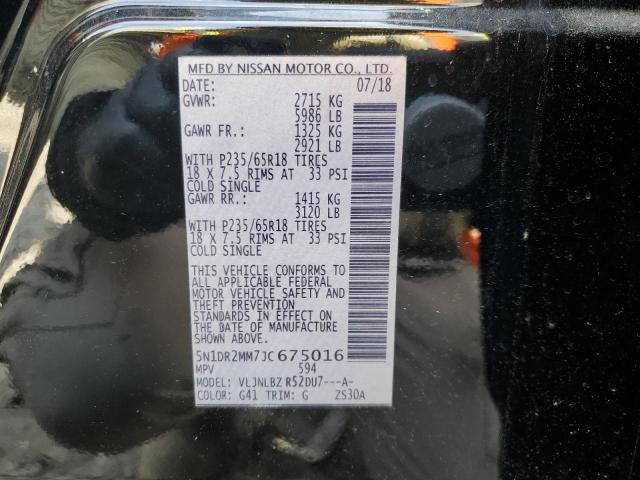 MFD BY NISSAN MOTOR CO., LTD.
DATE: 07/18
GVWR: 2715 KG
5986 LB
GAWR FR.: 1325 KG
2921 LB
WITH P235/65R18 TIRES
18 X 7.5 RIMS AT 33 PSI
COLD SINGLE
GAWR RR.: 1415 KG
3120 LB
WITH P235/65R18 TIRES
18 X 7.5 RIMS AT 33 PSI
COLD SINGLE
THIS VEHICLE CONFORMS TO
ALL APPLICABLE FEDERAL
MOTOR VEHICLE SAFETY AND
THEFT PREVENTION
STANDARDS IN EFFECT ON
THE DATE OF MANUFACTURE
SHOWN ABOVE.
5N1DR2MM7JC675016
MPV 594
MODEL: VLJNLBZ R52DU7---A-
COLOR: G41 TRIM: G ZS30A